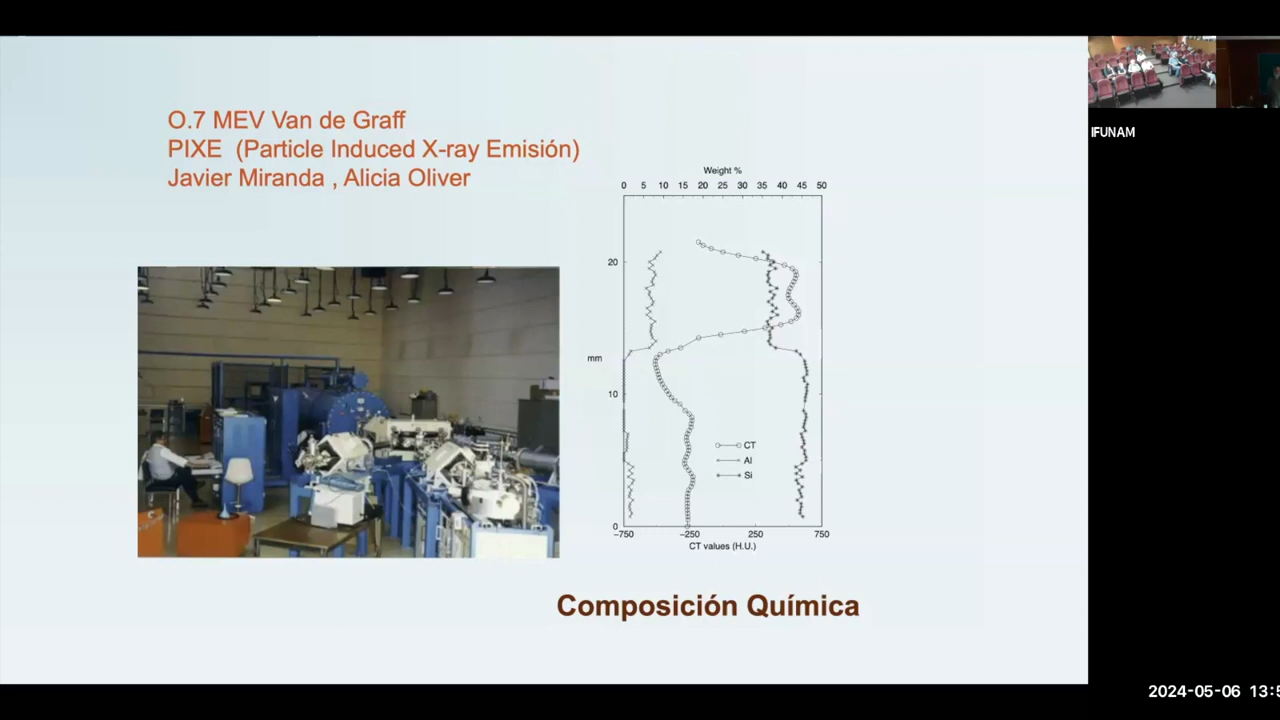 O.7 MEV Van de Graff
PIXE (Particle Induced X-ray Emisión)
Javier Miranda , Alicia Oliver
IFUNAM
Weight %
0 5 10 15 20 25 30 35 40 45 50
20
mm
10
CT
Al
Si
0
−750 −250 250 750
CT values (H.U.)
Composición Química
2024-05-06 13:5